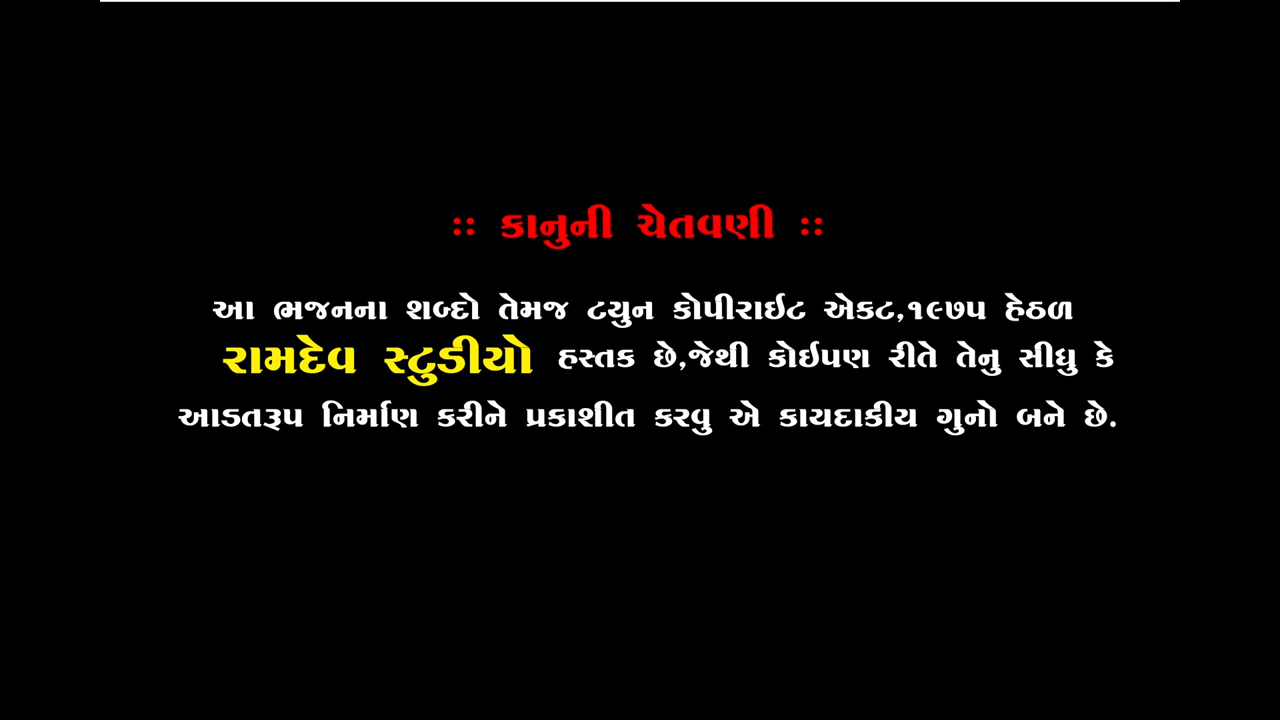 :: કાનુની ચેતવણી ::
આ ભજનના શબ્દો તેમજ ટયુન કોપીરાઈટ એકટ,૧૯૭૫ હેઠળ
રામદેવ સ્ટુડીયો હસ્તક છે,જેથી કોઈપણ રીતે તેનુ સીધુ કે
આડતરૂપ નિર્માણ કરીને પ્રકાશીત કરવુ એ કાયદાકીય ગુનો બને છે.